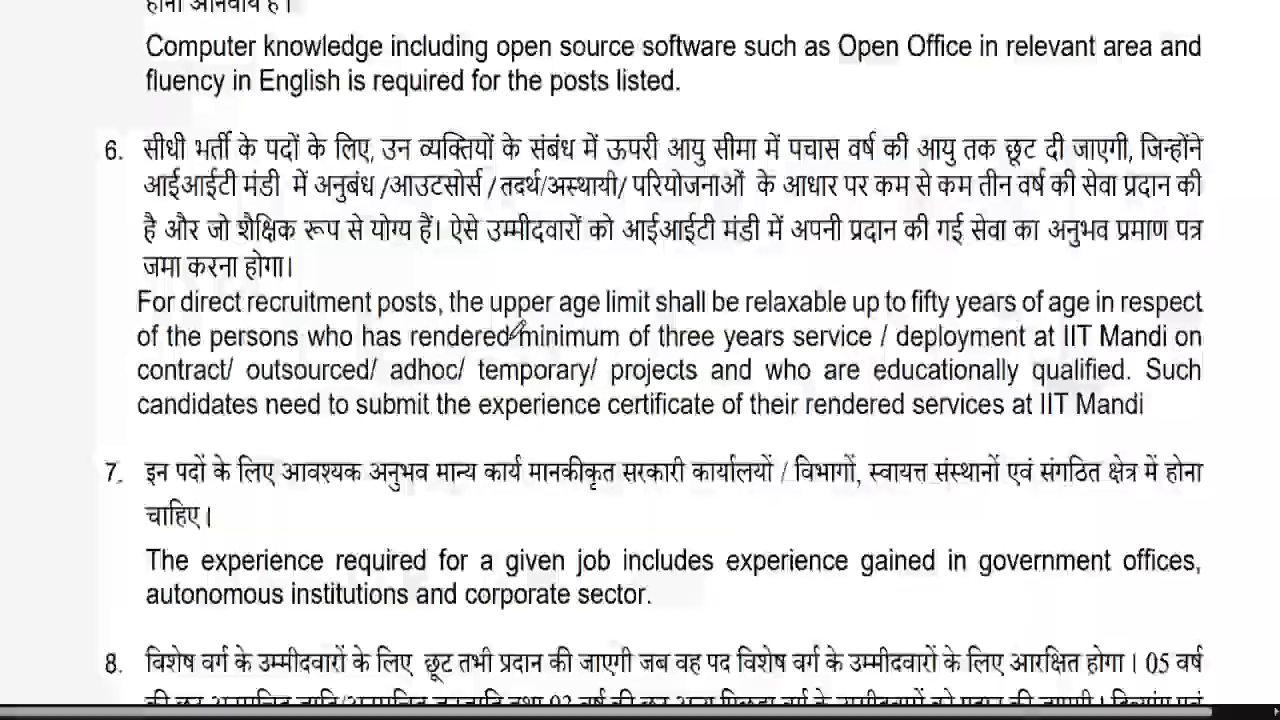 होना अनिवार्य है।
Computer knowledge including open source software such as Open Office in relevant area and
fluency in English is required for the posts listed.
6. सीधी भर्ती के पदों के लिए, उन व्यक्तियों के संबंध में ऊपरी आयु सीमा में पचास वर्ष की आयु तक छूट दी जाएगी, जिन्होंने
आईआईटी मंडी में अनुबंध /आउटसोर्स / तदर्थ/अस्थायी/ परियोजनाओं के आधार पर कम से कम तीन वर्ष की सेवा प्रदान की
है और जो शैक्षिक रूप से योग्य हैं। ऐसे उम्मीदवारों को आईआईटी मंडी में अपनी प्रदान की गई सेवा का अनुभव प्रमाण पत्र
जमा करना होगा।
For direct recruitment posts, the upper age limit shall be relaxable up to fifty years of age in respect
of the persons who has rendered minimum of three years service / deployment at IIT Mandi on
contract/ outsourced/ adhoc/ temporary/ projects and who are educationally qualified. Such
candidates need to submit the experience certificate of their rendered services at IIT Mandi
7. इन पदों के लिए आवश्यक अनुभव मान्य कार्य मानकीकृत सरकारी कार्यालयों / विभागों, स्वायत्त संस्थानों एवं संगठित क्षेत्र में होना
चाहिए।
The experience required for a given job includes experience gained in government offices,
autonomous institutions and corporate sector.
8. विशेष वर्ग के उम्मीदवारों के लिए छूट तभी प्रदान की जाएगी जब वह पद विशेष वर्ग के उम्मीदवारों के लिए आरक्षित होगा। 05 वर्ष